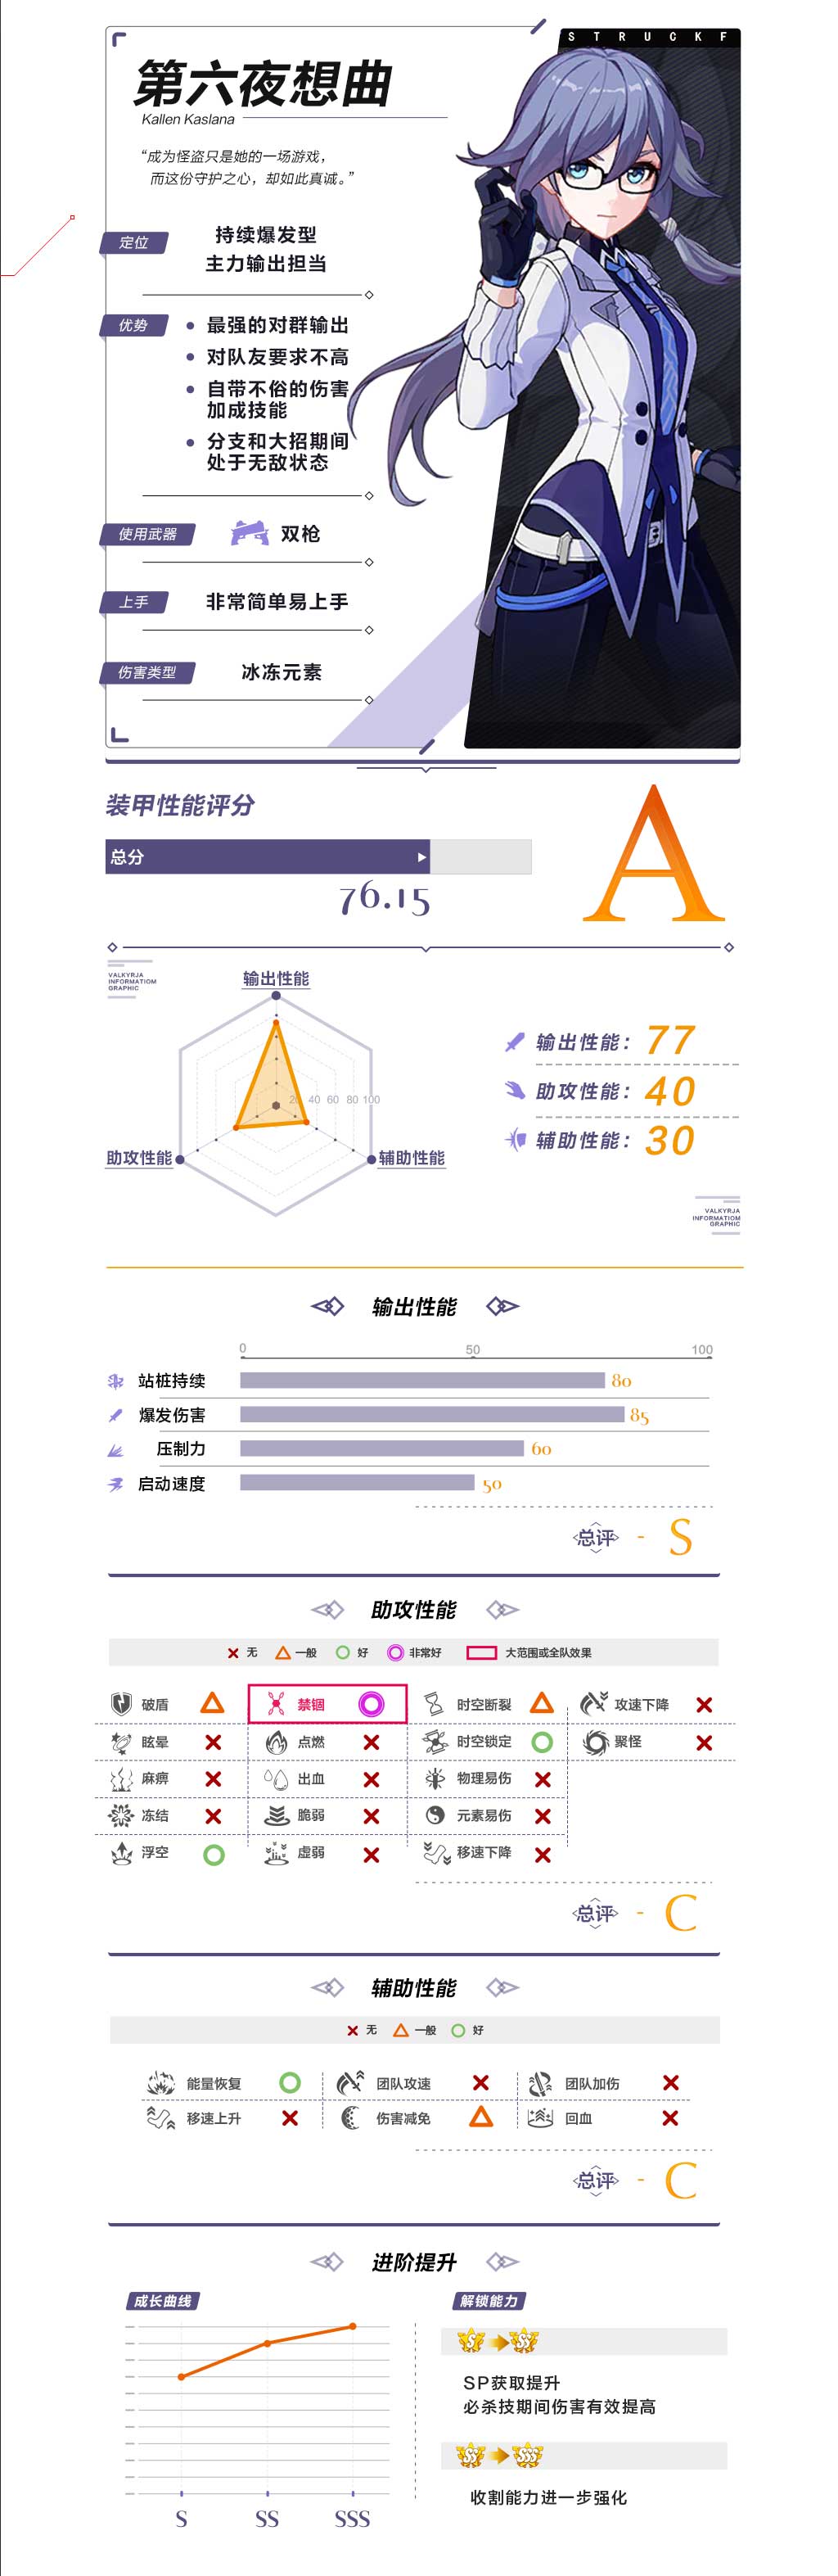 STRUCKF
第六夜想曲
Kallen Kaslana
“成为怪盗只是她的一场游戏，
而这份守护之心，却如此真诚。”
定位
持续爆发型
主力输出担当
优势
最强的对群输出
对队友要求不高
自带不俗的伤害
加成技能
分支和大招期间
处于无敌状态
使用武器 双枪
上手 非常简单易上手
伤害类型 冰冻元素
装甲性能评分
总分
76.15
A
VALKYRJA
INFORMATIOM
GRAPHIC
输出性能
20 40 60 80 100
助攻性能 辅助性能
输出性能： 77
助攻性能： 40
辅助性能： 30
VALKYRJA
INFORMATIOM
GRAPHIC
输出性能
0 50 100
站桩持续 80
爆发伤害 85
压制力 60
启动速度 50
总评 - S
助攻性能
无 一般 好 非常好 大范围或全队效果
破盾 禁锢 时空断裂 攻速下降
眩晕 点燃 时空锁定 聚怪
麻痹 出血 物理易伤
冻结 脆弱 元素易伤
浮空 虚弱 移速下降
总评 - C
辅助性能
无 一般 好
能量恢复 团队攻速 团队加伤
移速上升 伤害减免 回血
总评 - C
进阶提升
成长曲线
S SS SSS
解锁能力
S SS
SP获取提升
必杀技期间伤害有效提高
SS SSS
收割能力进一步强化